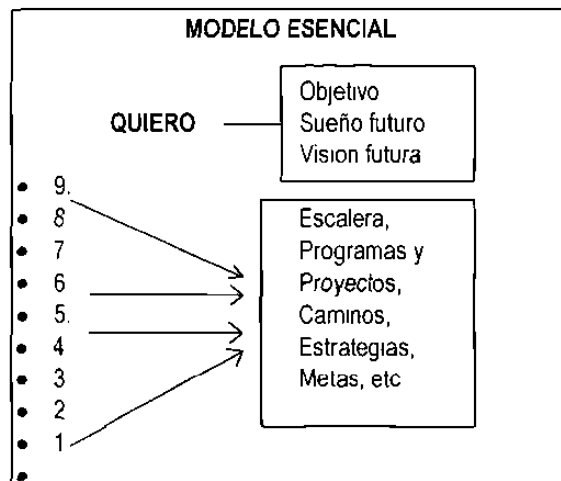 MODELO ESENCIAL
QUIERO
Objetivo
Sueño futuro
Vision futura
• 9.
• 8
• 7
• 6
• 5.
• 4
• 3
• 2
• 1
•
Escalera,
Programas y
Proyectos,
Caminos,
Estrategias,
Metas, etc